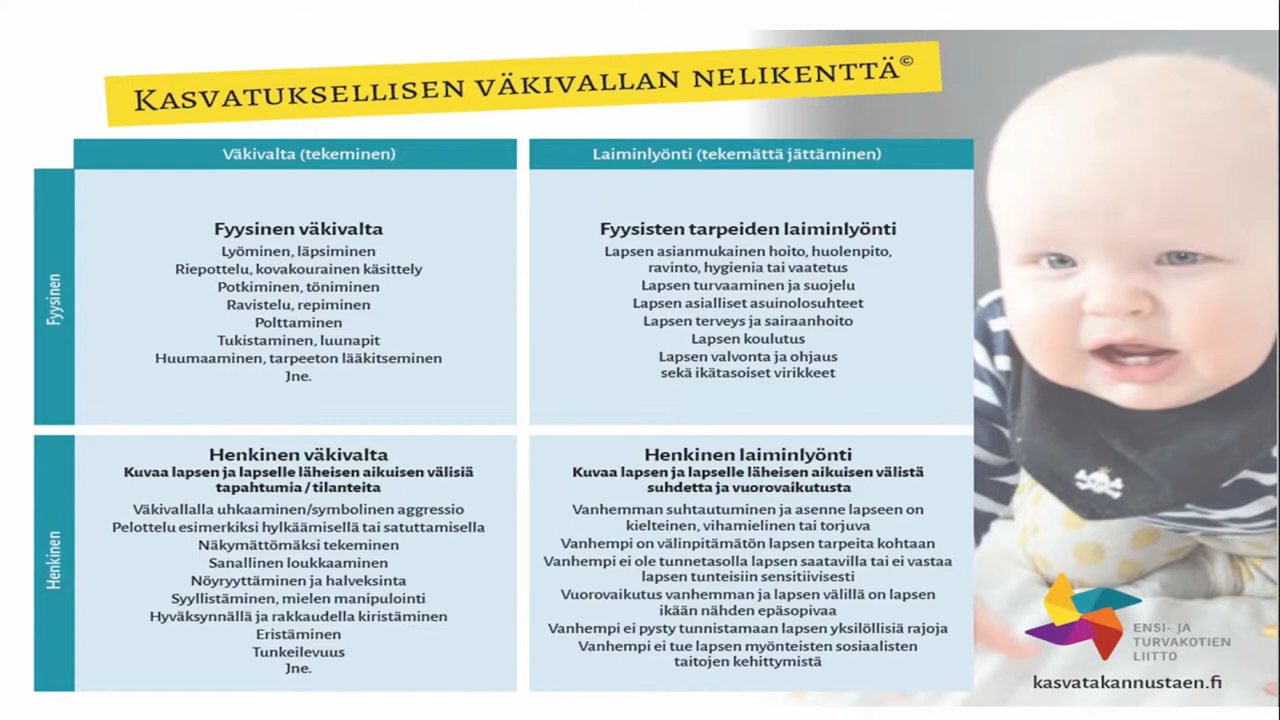 KASVATUKSELLISEN VÄKIVALLAN NELIKENTTÄ©
Väkivalta (tekeminen)
Laiminlyönti (tekemättä jättäminen)
Fyysinen
Fyysinen väkivalta
Lyöminen, läpsiminen
Riepottelu, kovakourainen käsittely
Potkiminen, töniminen
Ravistelu, repiminen
Polttaminen
Tukistaminen, luunapit
Huumaaminen, tarpeeton lääkitseminen
Jne.
Fyysisten tarpeiden laiminlyönti
Lapsen asianmukainen hoito, huolenpito,
ravinto, hygienia tai vaatetus
Lapsen turvaaminen ja suojelu
Lapsen asialliset asuinolosuhteet
Lapsen terveys ja sairaanhoito
Lapsen koulutus
Lapsen valvonta ja ohjaus
sekä ikätasoiset virikkeet
Henkinen
Henkinen väkivalta
Kuvaa lapsen ja lapselle läheisen aikuisen välisiä
tapahtumia / tilanteita
Väkivallalla uhkaaminen/symbolinen aggressio
Pelottelu esimerkiksi hylkäämisellä tai satuttamisella
Näkymättömäksi tekeminen
Sanallinen loukkaaminen
Nöyryyttäminen ja halveksinta
Syyllistäminen, mielen manipulointi
Hyväksynnällä ja rakkaudella kiristäminen
Eristäminen
Tunkeilevuus
Jne.
Henkinen laiminlyönti
Kuvaa lapsen ja lapselle läheisen aikuisen välistä
suhdetta ja vuorovaikutusta
Vanhemman suhtautuminen ja asenne lapseen on
kielteinen, vihamielinen tai torjuva
Vanhempi on välinpitämätön lapsen tarpeita kohtaan
Vanhempi ei ole tunnetasolla lapsen saatavilla tai ei vastaa
lapsen tunteisiin sensitiivisesti
Vuorovaikutus vanhemman ja lapsen välillä on lapsen
ikään nähden epäsopivaa
Vanhempi ei pysty tunnistamaan lapsen yksilöllisiä rajoja
Vanhempi ei tue lapsen myönteisten sosiaalisten
taitojen kehittymistä
ENSI- JA
TURVAKOTIEN
LIITTO
kasvatakannustaen.fi